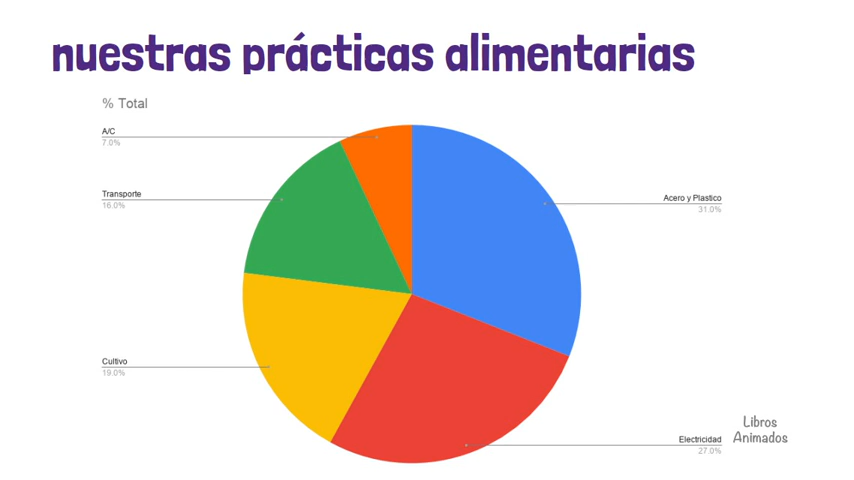 nuestras prácticas alimentarias
% Total
A/C
7.0%
Transporte
16.0%
Acero y Plastico
31.0%
Cultivo
19.0%
Electricidad
27.0%
Libros
Animados